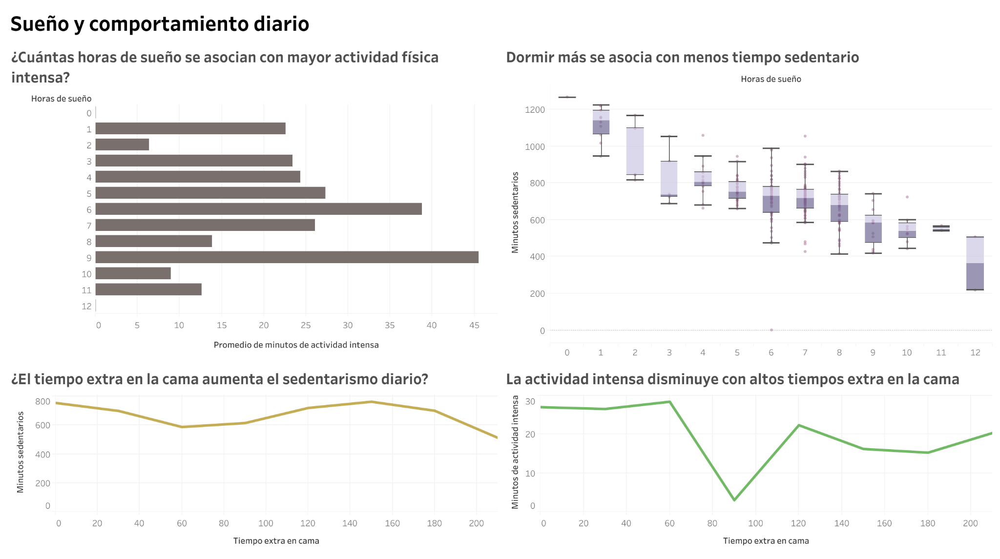 Sueño y comportamiento diario
¿Cuántas horas de sueño se asocian con mayor actividad física
intensa?
Horas de sueño
0
1
2
3
4
5
6
7
8
9
10
11
12
0 5 10 15 20 25 30 35 40 45
Promedio de minutos de actividad intensa
Dormir más se asocia con menos tiempo sedentario
Horas de sueño
Minutos sedentarios
1200
1000
800
600
400
200
0
0 1 2 3 4 5 6 7 8 9 10 11 12
¿El tiempo extra en la cama aumenta el sedentarismo diario?
Minutos sedentarios
800
600
400
200
0
0 20 40 60 80 100 120 140 160 180 200
Tiempo extra en cama
La actividad intensa disminuye con altos tiempos extra en la cama
Minutos de actividad intensa
30
20
10
0
0 20 40 60 80 100 120 140 160 180 200
Tiempo extra en cama